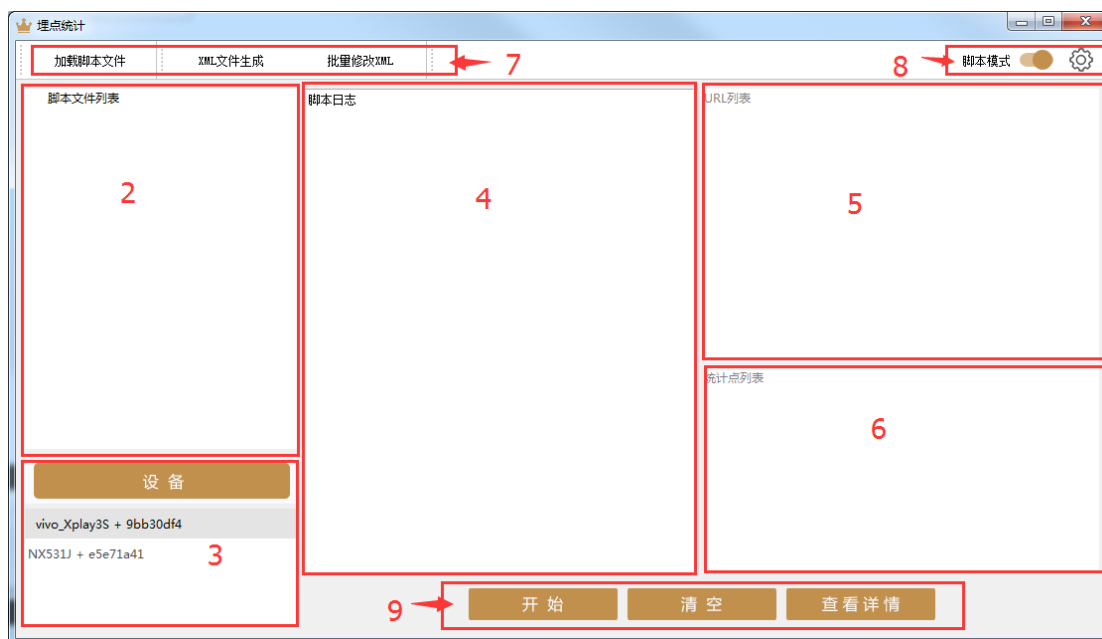 埋点统计
加载脚本文件 XML文件生成 批量修改XML 7 8 脚本模式
脚本文件列表
脚本日志
URL列表
2
4
5
统计点列表
6
设备
vivo_Xplay3S + 9bb30df4
NX531J + e5e71a41
3
9 开始 清空 查看详情